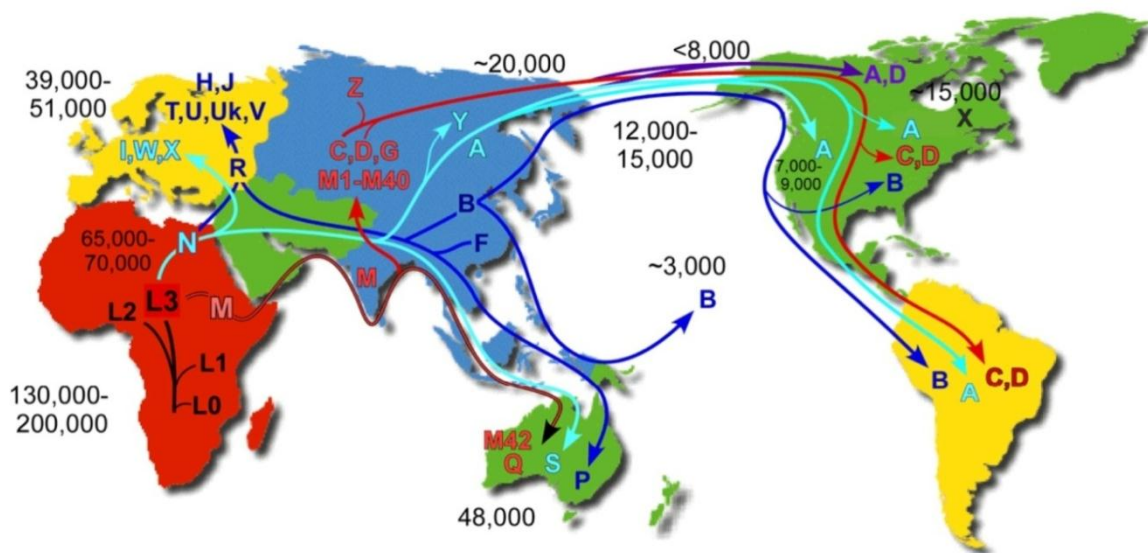 39,000-
51,000
H,J
T,U,Uk,V
I,W,X
R
Z
C,D,G
M1-M40
Y
A
~20,000
<8,000
A,D
~15,000
X
12,000-
15,000
A
7,000-
9,000
A
C,D
B
65,000-
70,000
N
B
F
M
L3
M
L2
L1
L0
130,000-
200,000
~3,000
B
M42
Q
S
P
48,000
B
A
C,D